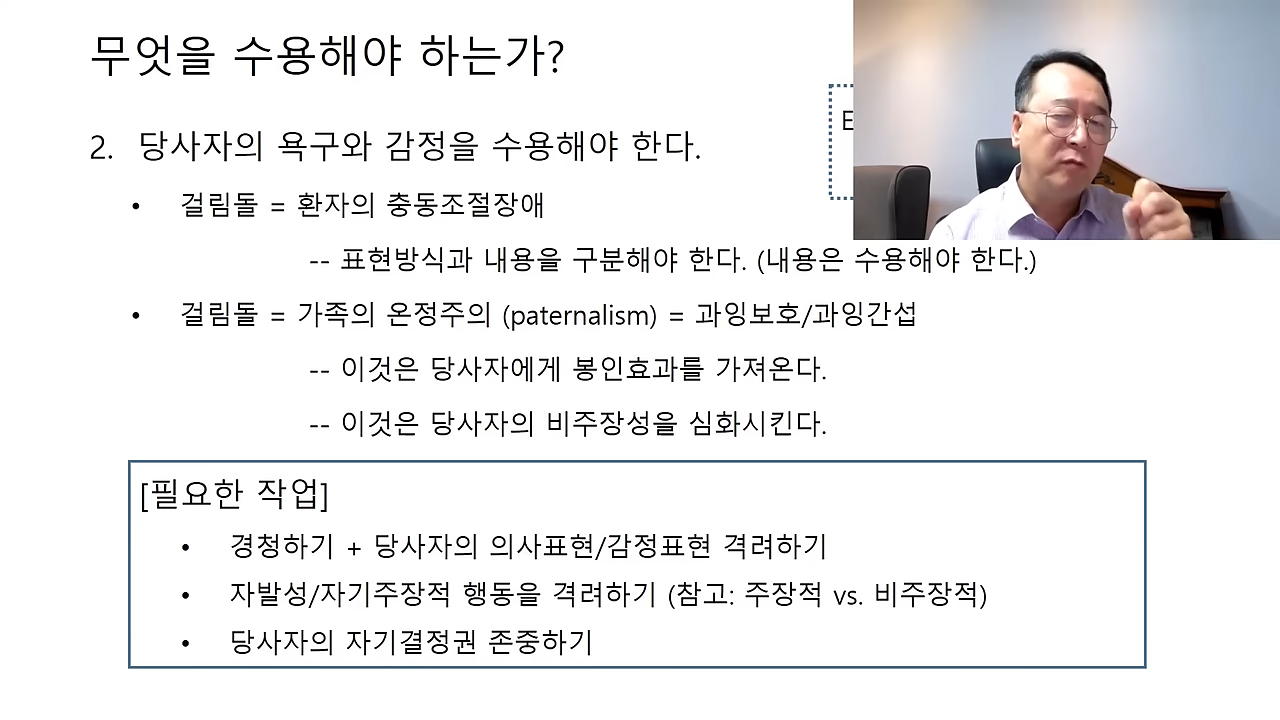 무엇을 수용해야 하는가?
2. 당사자의 욕구와 감정을 수용해야 한다.
• 걸림돌 = 환자의 충동조절장애
-- 표현방식과 내용을 구분해야 한다. (내용은 수용해야 한다.)
• 걸림돌 = 가족의 온정주의 (paternalism) = 과잉보호/과잉간섭
-- 이것은 당사자에게 봉인효과를 가져온다.
-- 이것은 당사자의 비주장성을 심화시킨다.
[필요한 작업]
• 경청하기 + 당사자의 의사표현/감정표현 격려하기
• 자발성/자기주장적 행동을 격려하기 (참고: 주장적 vs. 비주장적)
• 당사자의 자기결정권 존중하기